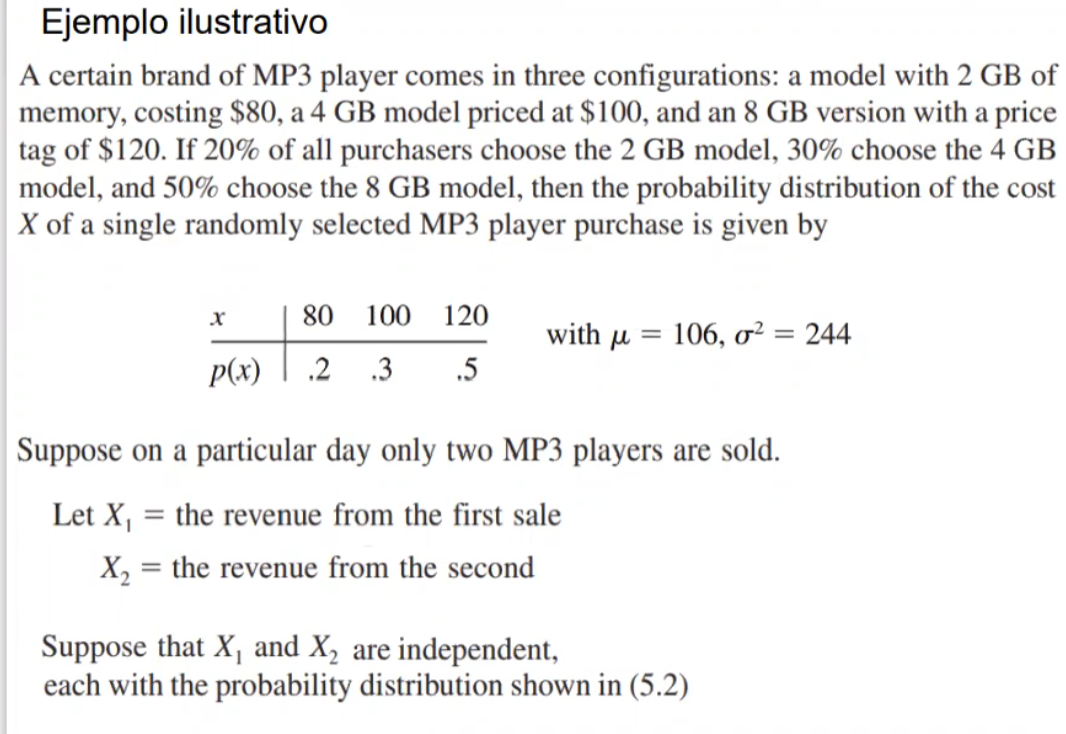 Ejemplo ilustrativo
A certain brand of MP3 player comes in three configurations: a model with 2 GB of
memory, costing $80, a 4 GB model priced at $100, and an 8 GB version with a price
tag of $120. If 20% of all purchasers choose the 2 GB model, 30% choose the 4 GB
model, and 50% choose the 8 GB model, then the probability distribution of the cost
X of a single randomly selected MP3 player purchase is given by
x | 80 100 120
with μ = 106, σ² = 244
p(x) | .2 .3 .5
Suppose on a particular day only two MP3 players are sold.
Let X₁ = the revenue from the first sale
X₂ = the revenue from the second
Suppose that X₁ and X₂ are independent,
each with the probability distribution shown in (5.2)